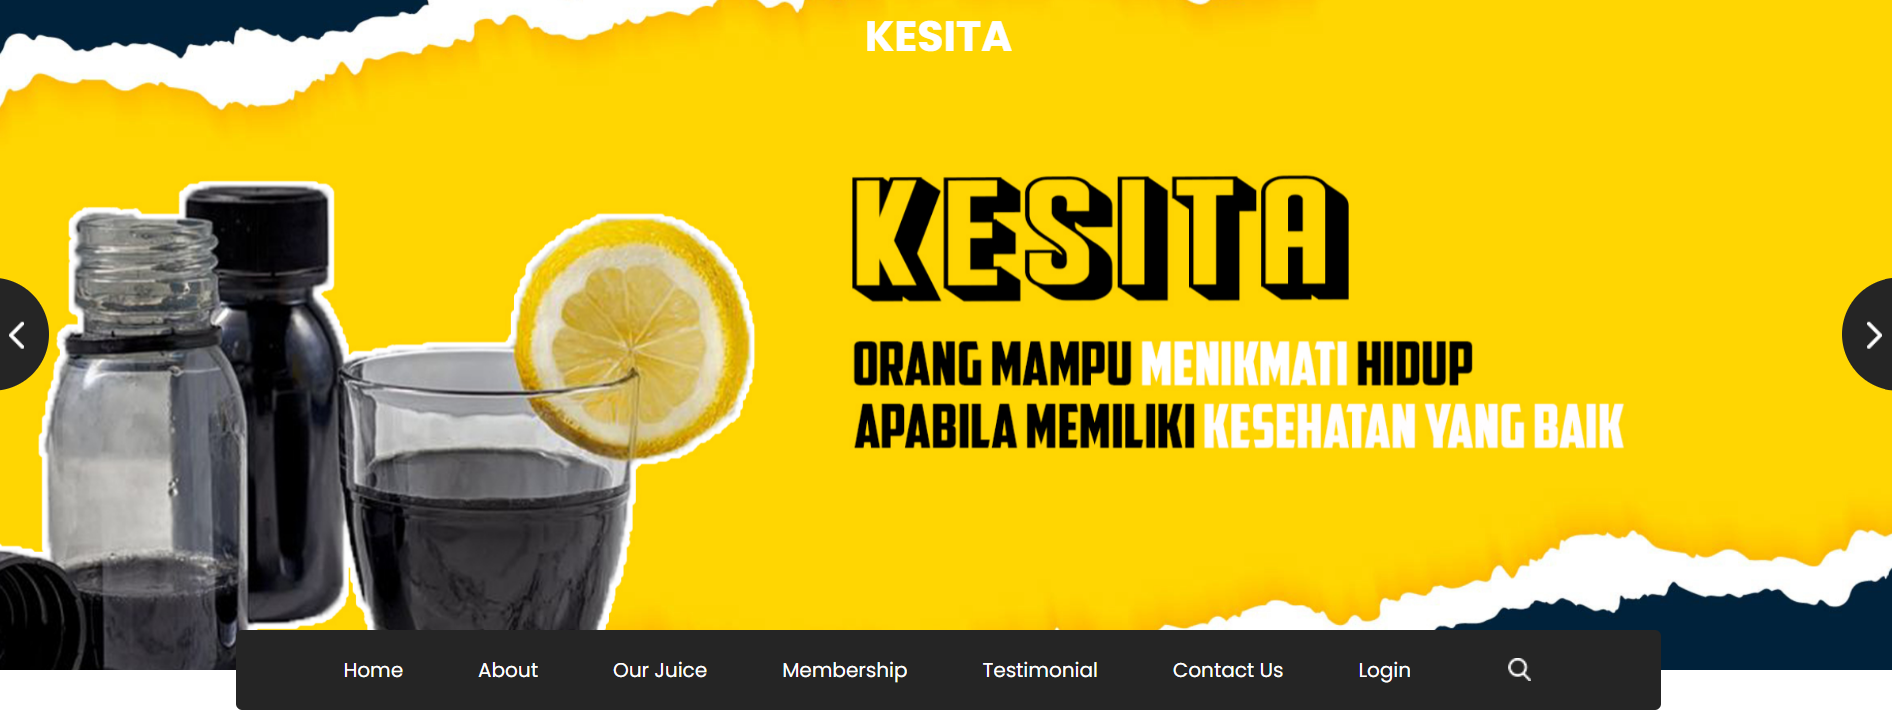 KESITA
KESITA
ORANG MAMPU MENIKMATI HIDUP
APABILA MEMILIKI KESEHATAN YANG BAIK
Home About Our Juice Membership Testimonial Contact Us Login